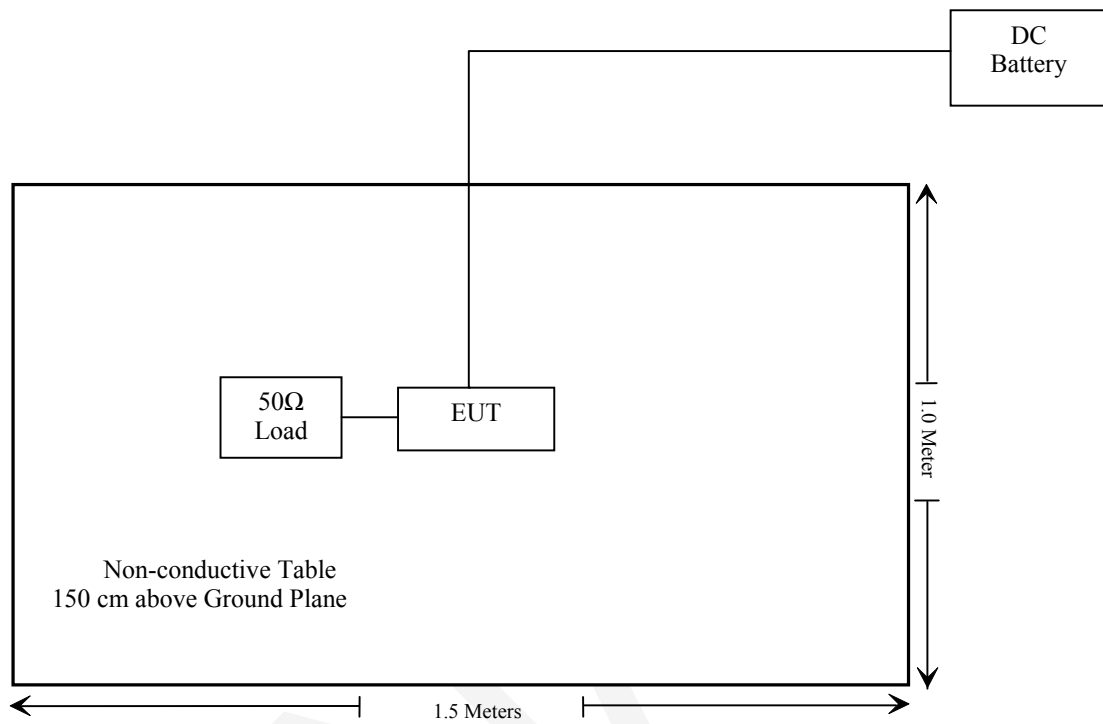 DC
Battery
50Ω
Load
EUT
1.0 Meter
Non-conductive Table
150 cm above Ground Plane
1.5 Meters